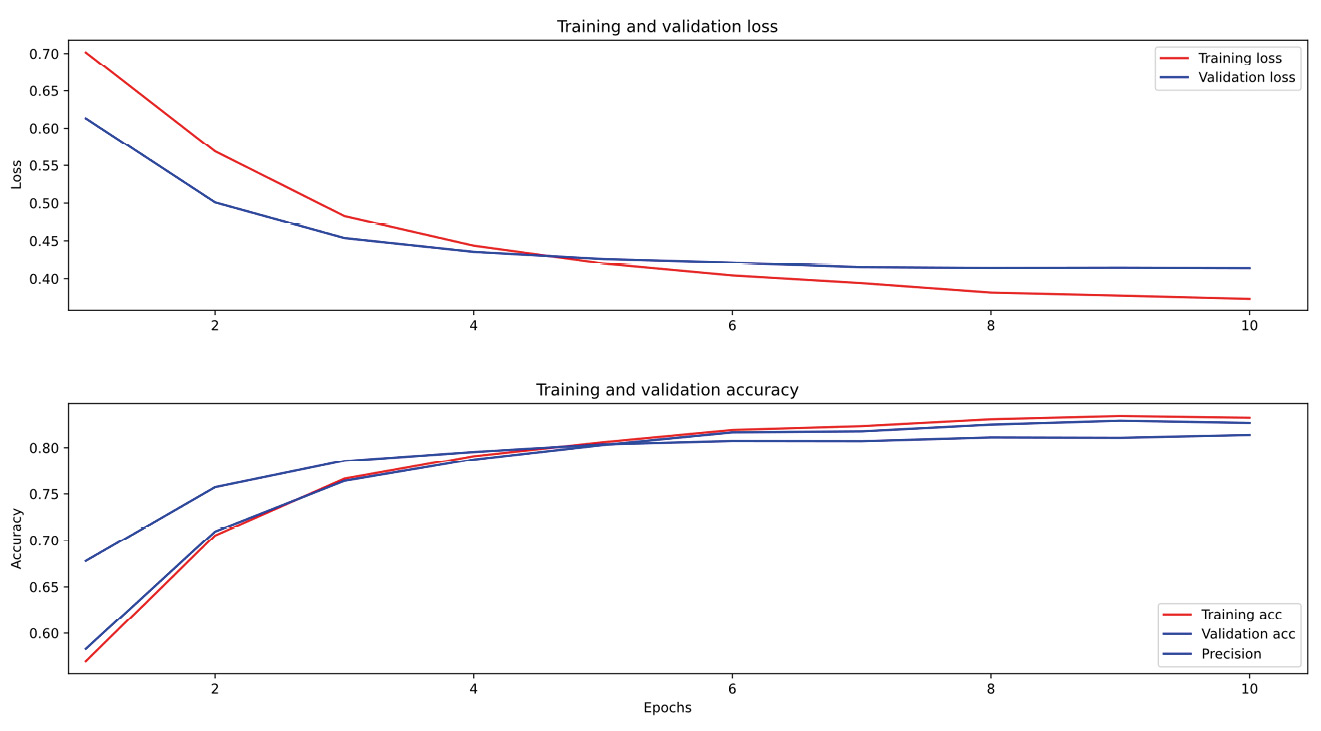 Training and validation loss
0.70
0.65
0.60
0.55
0.50
0.45
0.40
Loss
Training loss
Validation loss
2 4 6 8 10
Training and validation accuracy
0.80
0.75
0.70
0.65
0.60
Accuracy
Training acc
Validation acc
Precision
2 4 6 8 10
Epochs